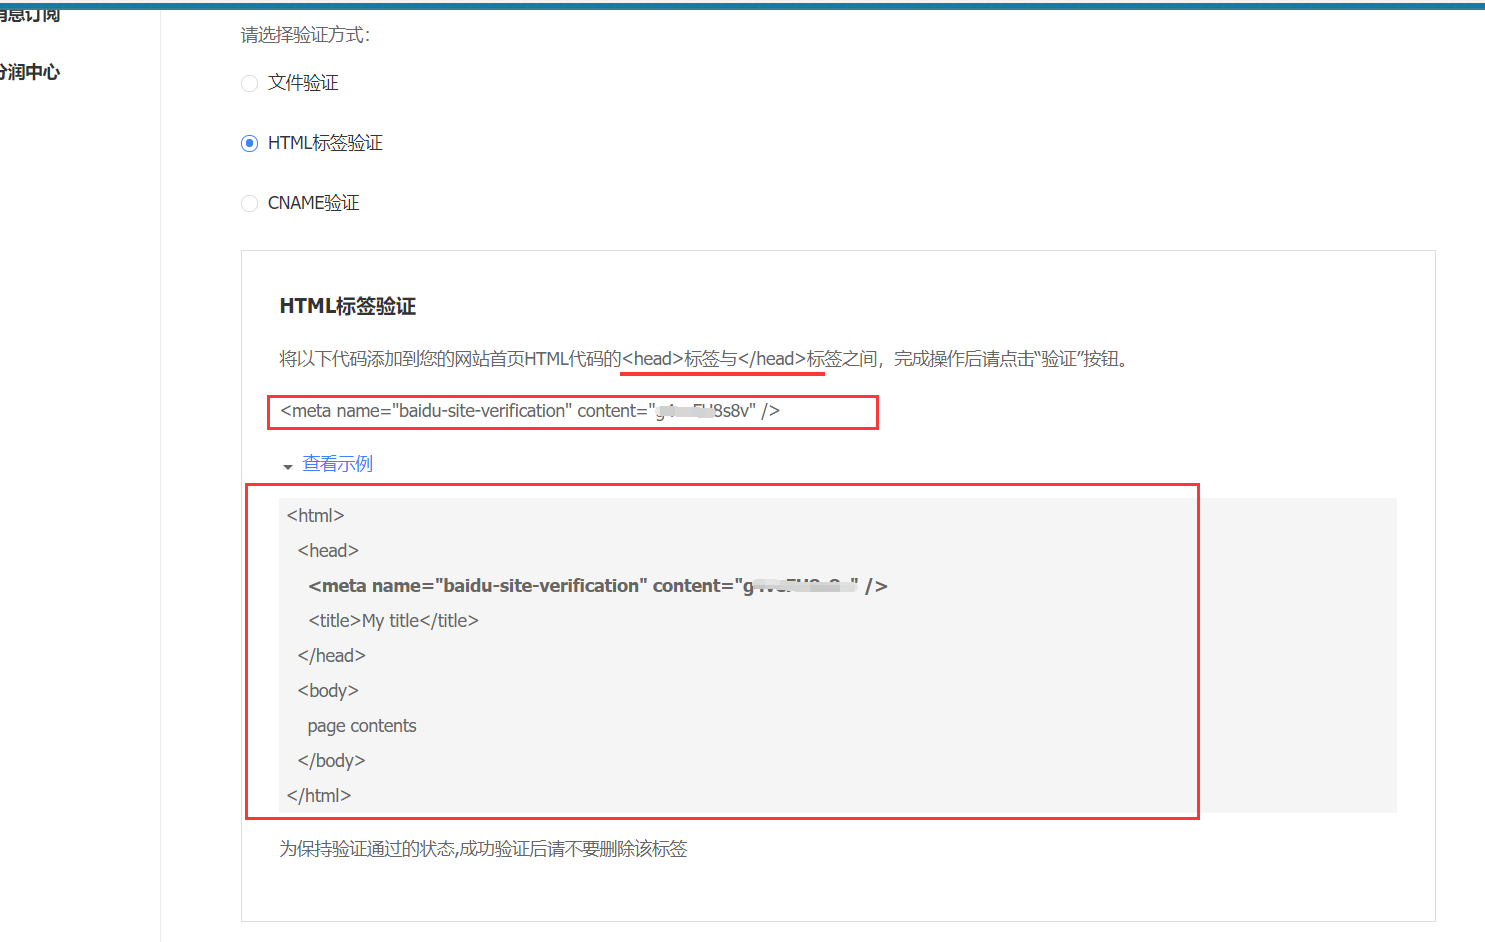 消息订阅
分润中心
请选择验证方式：
文件验证
HTML标签验证
CNAME验证
HTML标签验证
将以下代码添加到您的网站首页HTML代码的<head>标签与</head>标签之间，完成操作后请点击“验证”按钮。
<meta name="baidu-site-verification" content=" 8s8v" />
查看示例
<html>
<head>
<meta name="baidu-site-verification" content=" " />
<title>My title</title>
</head>
<body>
page contents
</body>
</html>
为保持验证通过的状态,成功验证后请不要删除该标签